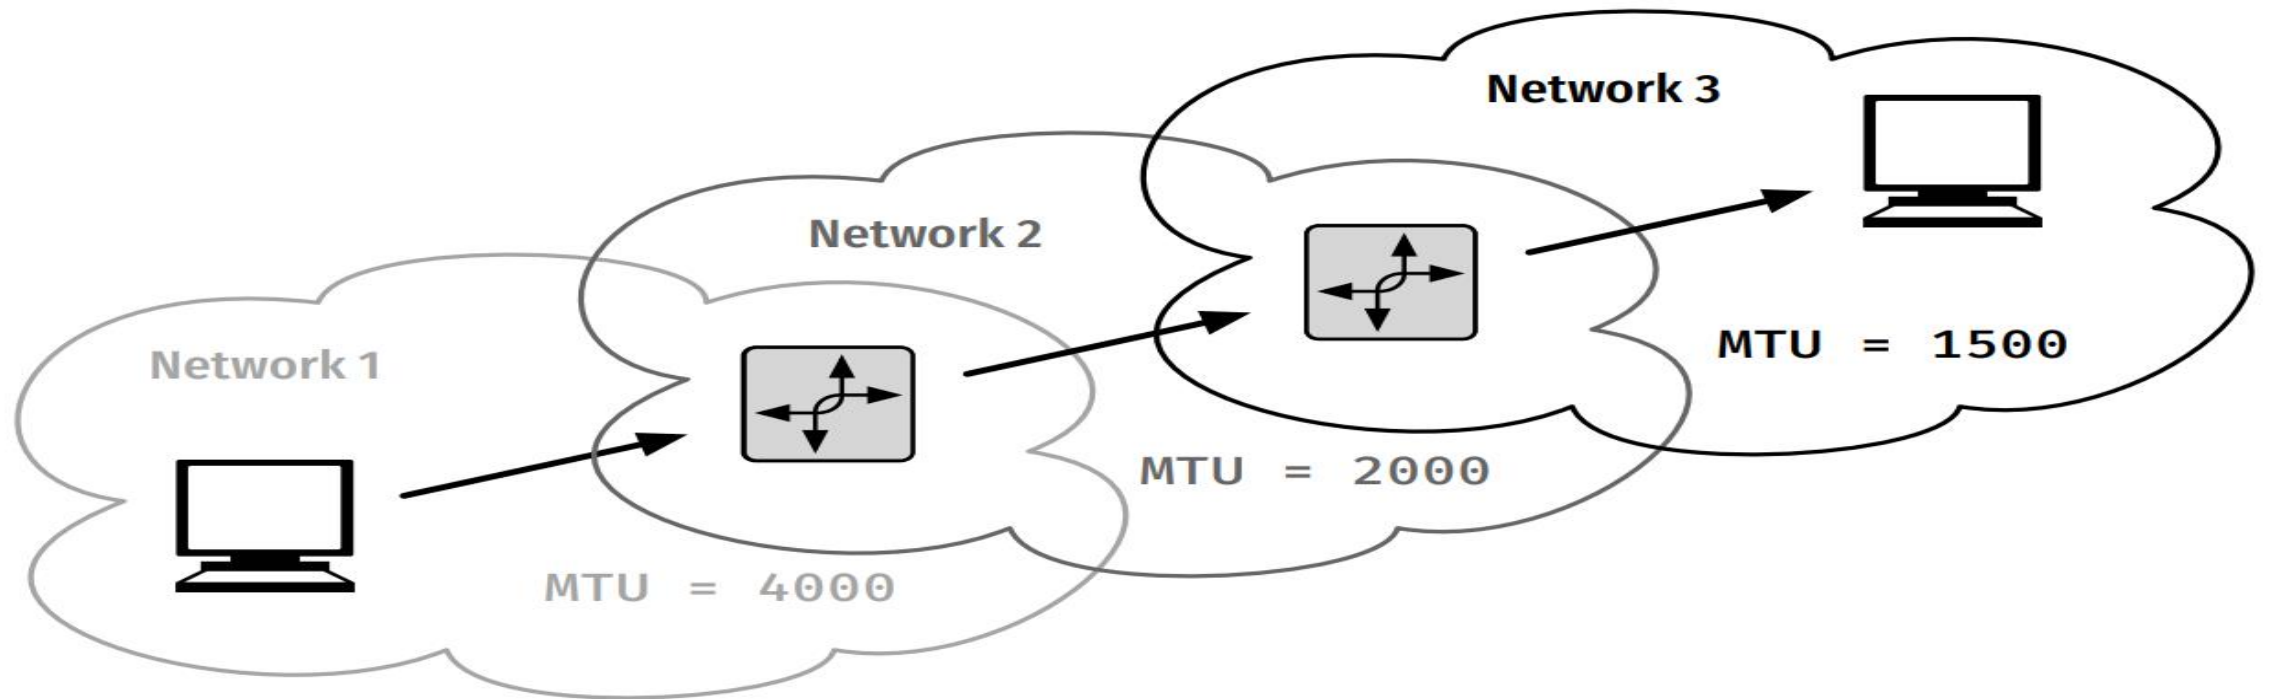 Network 3
Network 2
Network 1
MTU = 1500
MTU = 2000
MTU = 4000